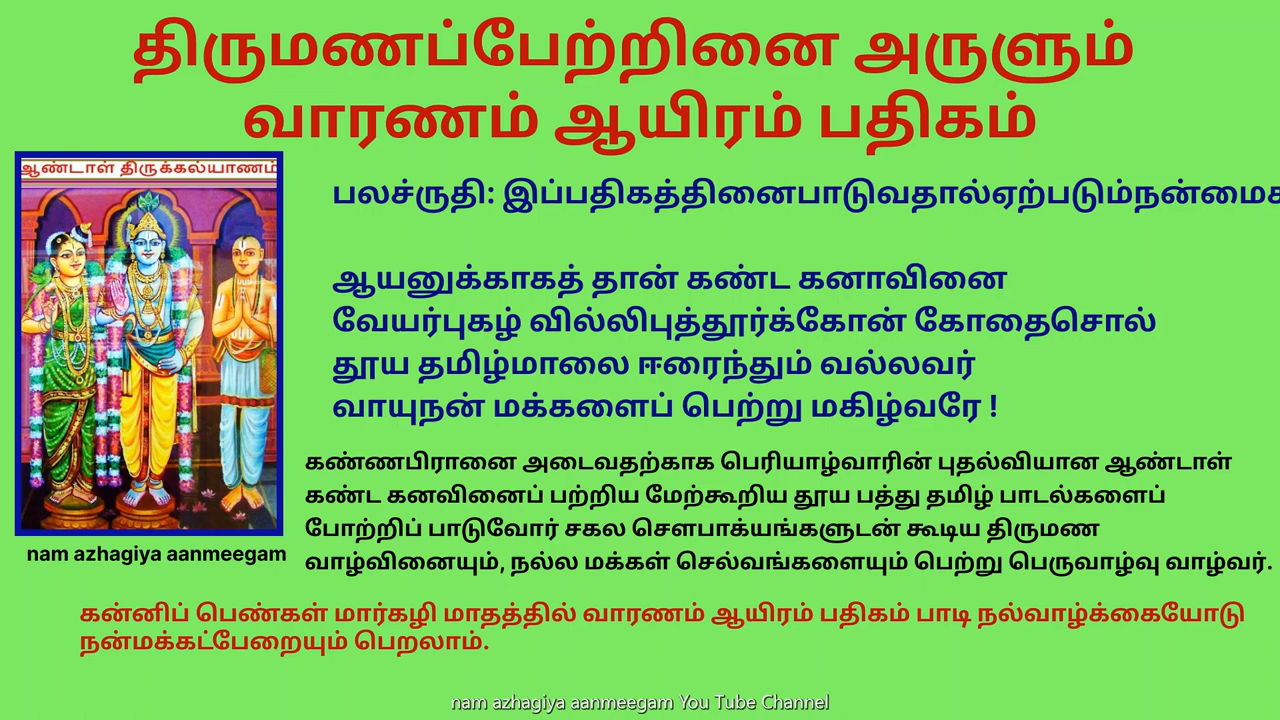 திருமணப்பேற்றினை அருளும்
வாரணம் ஆயிரம் பதிகம்
ஆண்டாள் திருக்கல்யாணம்
பலச்ருதி: இப்பதிகத்தினைபாடுவதால்ஏற்படும்நன்மைக
ஆயனுக்காகத் தான் கண்ட கனாவினை
வேயர்புகழ் வில்லிபுத்தூர்க்கோன் கோதைசொல்
தூய தமிழ்மாலை ஈரைந்தும் வல்லவர்
வாயுநன் மக்களைப் பெற்று மகிழ்வரே !
கண்ணபிரானை அடைவதற்காக பெரியாழ்வாரின் புதல்வியான ஆண்டாள்
கண்ட கனவினைப் பற்றிய மேற்கூறிய தூய பத்து தமிழ் பாடல்களைப்
போற்றிப் பாடுவோர் சகல சௌபாக்யங்களுடன் கூடிய திருமண
வாழ்வினையும், நல்ல மக்கள் செல்வங்களையும் பெற்று பெருவாழ்வு வாழ்வர்.
nam azhagiya aanmeegam
கன்னிப் பெண்கள் மார்கழி மாதத்தில் வாரணம் ஆயிரம் பதிகம் பாடி நல்வாழ்க்கையோடு
நன்மக்கட்பேறையும் பெறலாம்.
nam azhagiya aanmeegam You Tube Channel